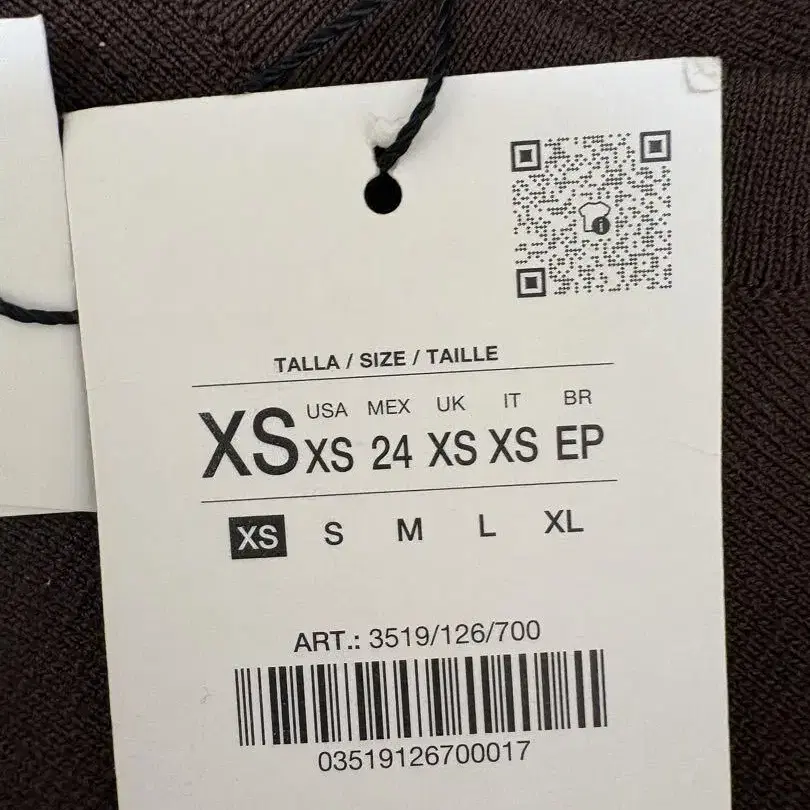 TALLA / SIZE / TAILLE
USA MEX UK IT BR
XS XS 24 XS XS EP
XS S M L XL
ART.: 3519/126/700
03519126700017